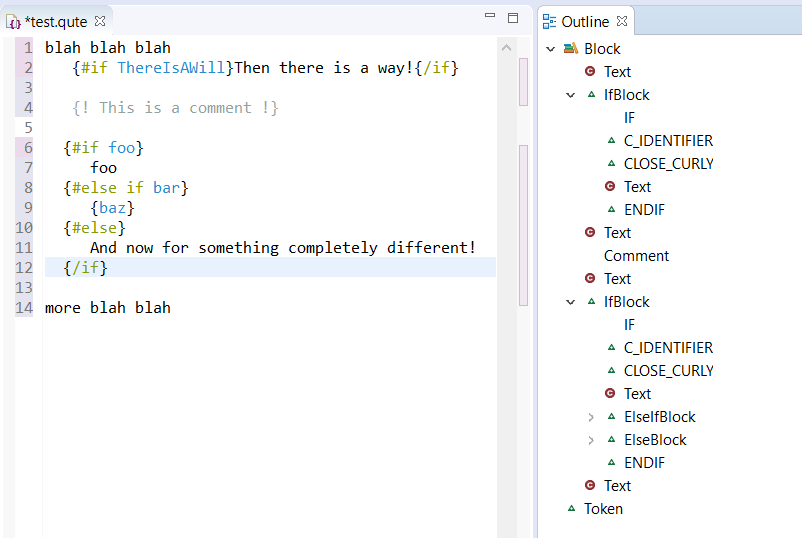 *test.qute
1 blah blah blah
2 {#if ThereIsAWill}Then there is a way!{/if}
3
4 {! This is a comment !}
5
6 {#if foo}
7 foo
8 {#else if bar}
9 {baz}
10 {#else}
11 And now for something completely different!
12 {/if}
13
14 more blah blah
Outline
Block
Text
IfBlock
IF
C_IDENTIFIER
CLOSE_CURLY
Text
ENDIF
Text
Comment
Text
IfBlock
IF
C_IDENTIFIER
CLOSE_CURLY
Text
ElseIfBlock
ElseBlock
ENDIF
Text
Token